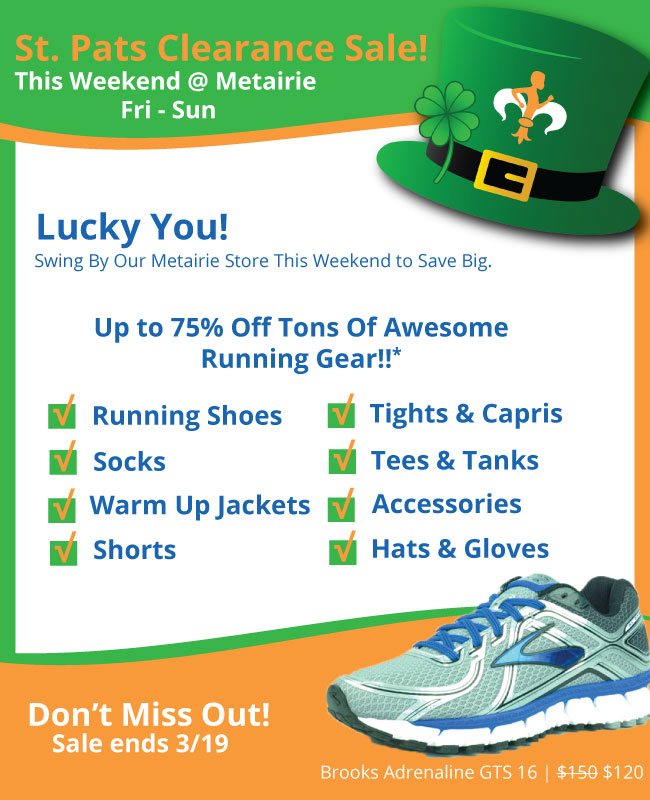 St. Pats Clearance Sale!
This Weekend @ Metairie
Fri - Sun
Lucky You!
Swing By Our Metairie Store This Weekend to Save Big.
Up to 75% Off Tons Of Awesome
Running Gear!!*
Running Shoes
Tights & Capris
Socks
Tees & Tanks
Warm Up Jackets
Accessories
Shorts
Hats & Gloves
Don’t Miss Out!
Sale ends 3/19
Brooks Adrenaline GTS 16 | $150 $120